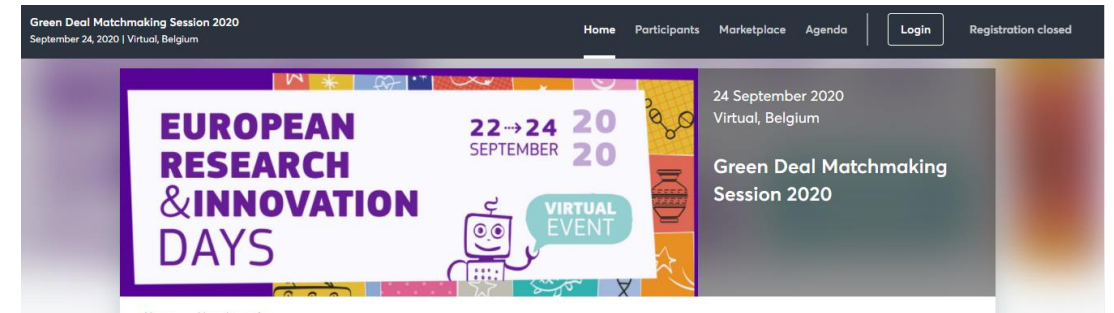 Green Deal Matchmaking Session 2020
September 24, 2020 | Virtual, Belgium
Home Participants Marketplace Agenda Login Registration closed
EUROPEAN
RESEARCH
&INNOVATION
DAYS
22⇢24
SEPTEMBER
20
20
VIRTUAL
EVENT
24 September 2020
Virtual, Belgium
Green Deal Matchmaking
Session 2020